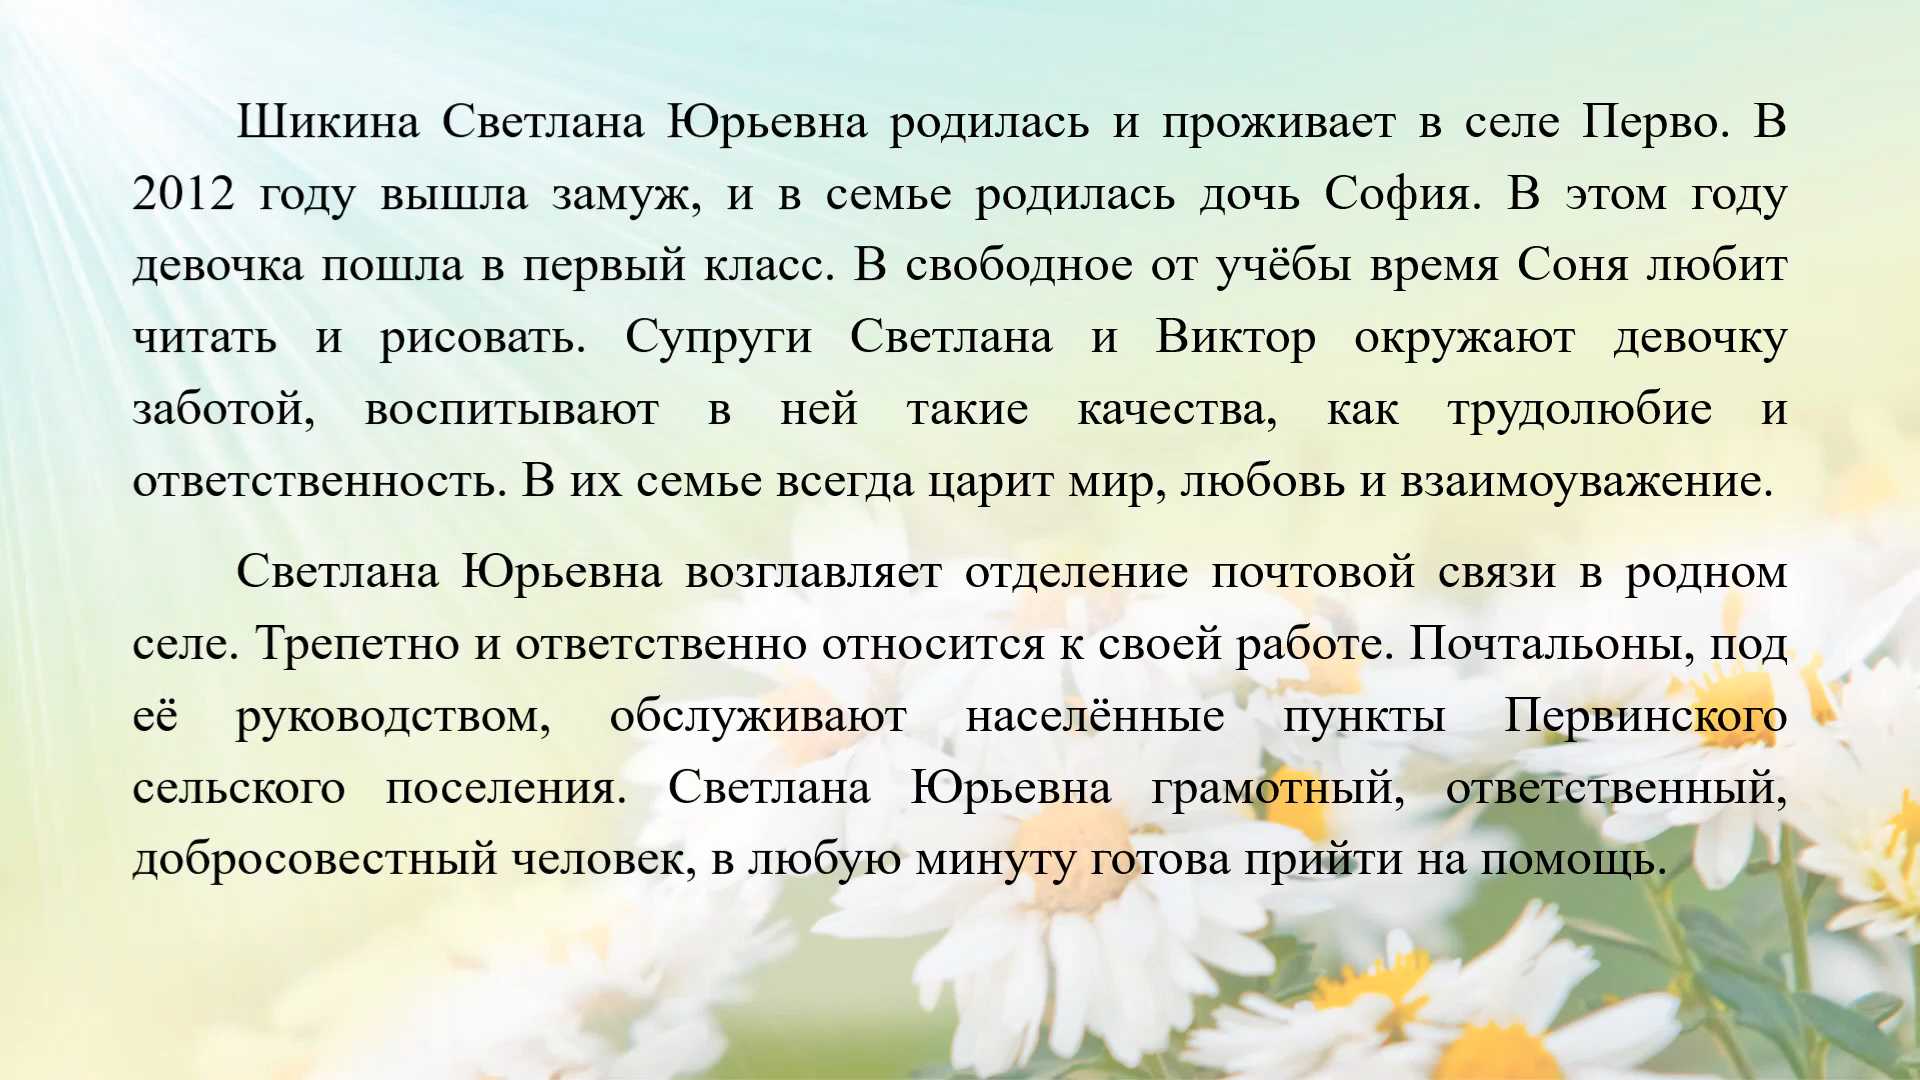 Шикина Светлана Юрьевна родилась и проживает в селе Перво. В
2012 году вышла замуж, и в семье родилась дочь София. В этом году
девочка пошла в первый класс. В свободное от учёбы время Соня любит
читать и рисовать. Супруги Светлана и Виктор окружают девочку
заботой, воспитывают в ней такие качества, как трудолюбие и
ответственность. В их семье всегда царит мир, любовь и взаимоуважение.
Светлана Юрьевна возглавляет отделение почтовой связи в родном
селе. Трепетно и ответственно относится к своей работе. Почтальоны, под
её руководством, обслуживают населённые пункты Первинского
сельского поселения. Светлана Юрьевна грамотный, ответственный,
добросовестный человек, в любую минуту готова прийти на помощь.